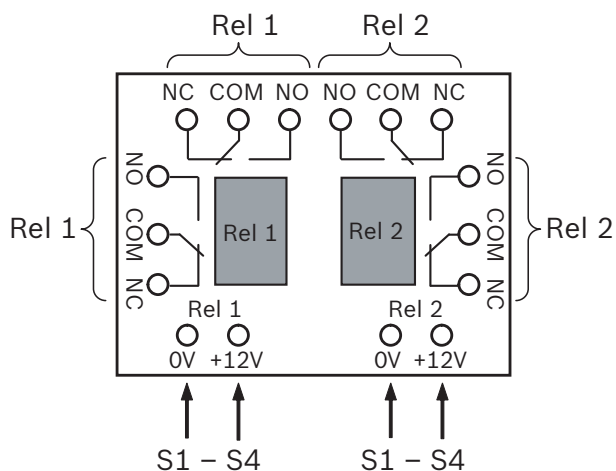 Rel 1 Rel 2
NC COM NO NO COM NC
NO
COM
NC
Rel 1
Rel 1
Rel 2
NO
COM
NC
Rel 2
Rel 1 Rel 2
0V +12V 0V +12V
S1 – S4 S1 – S4